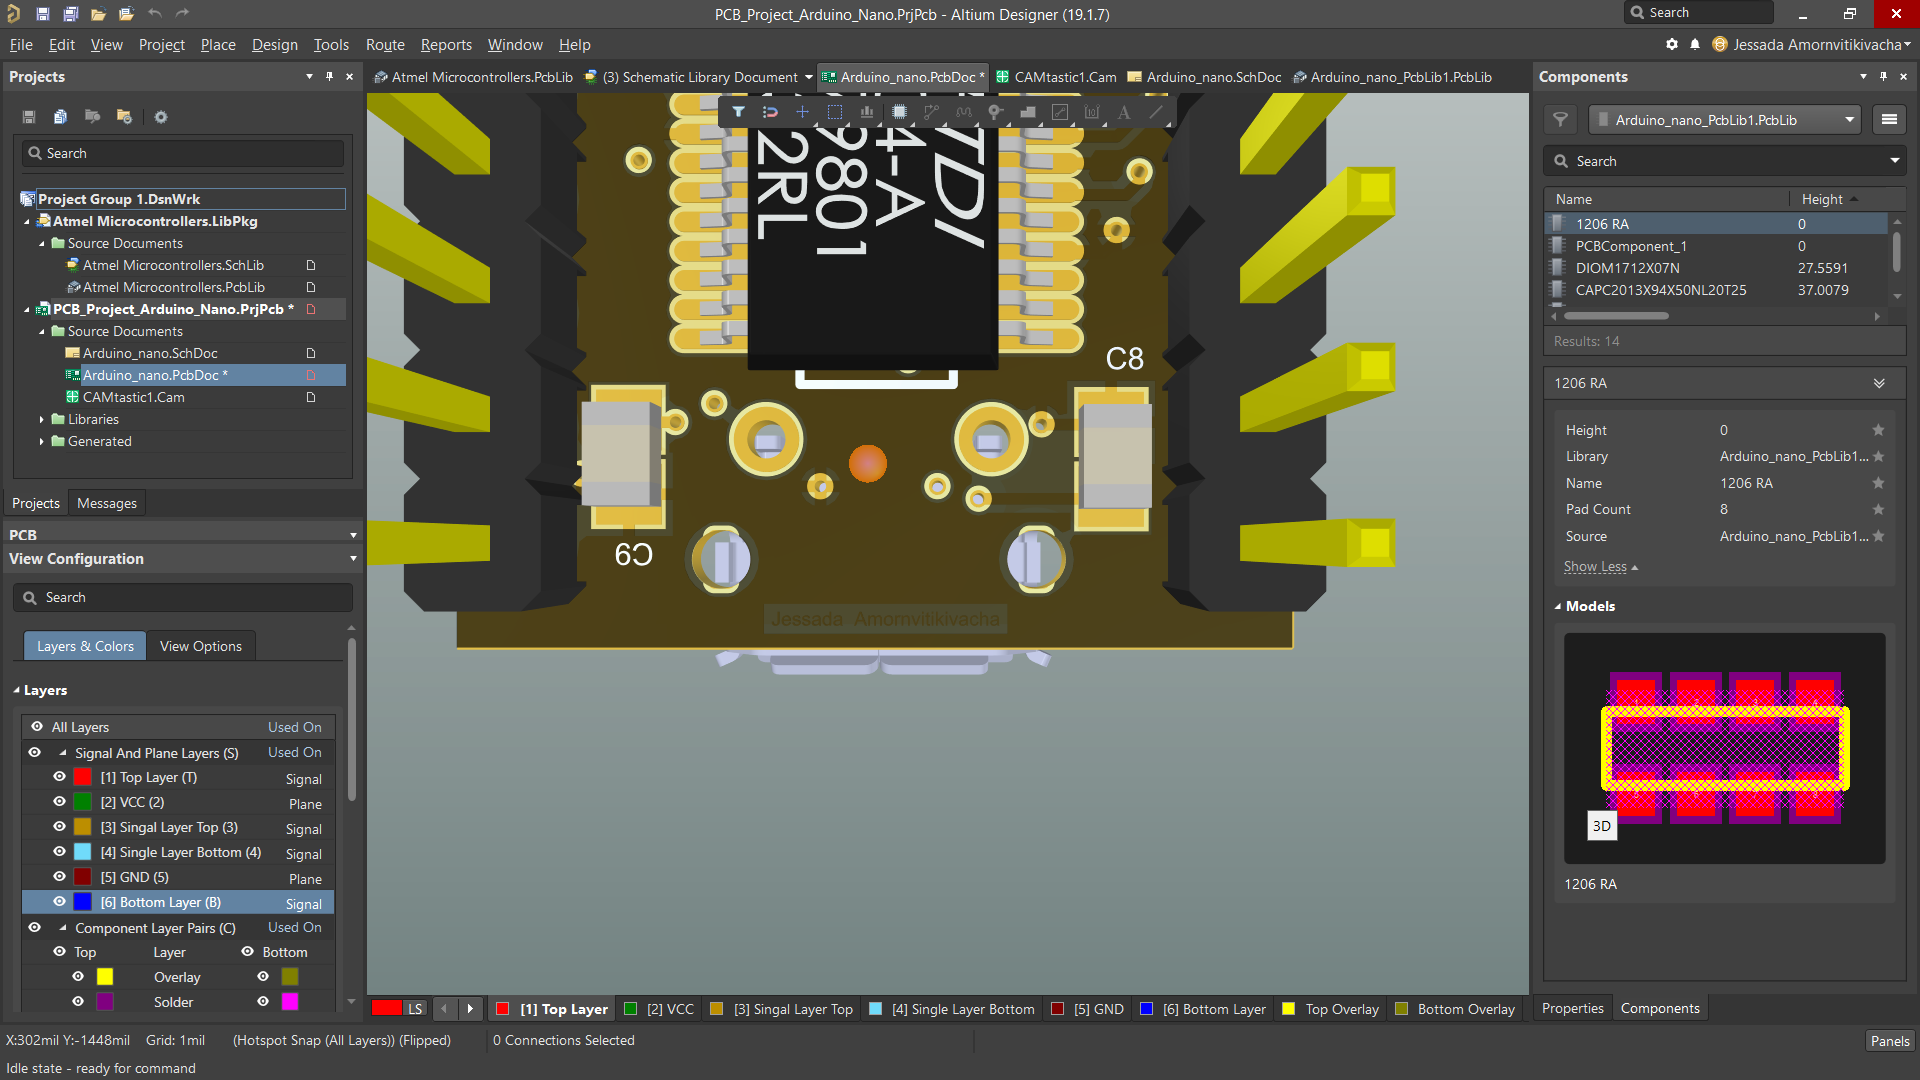 PCB_Project_Arduino_Nano.PrjPcb - Altium Designer (19.1.7)
Search
File Edit View Project Place Design Tools Route Reports Window Help
Jessada Amornvitikivacha
Projects
Search
Project Group 1.DsnWrk
Atmel Microcontrollers.LibPkg
Source Documents
Atmel Microcontrollers.SchLib
Atmel Microcontrollers.PcbLib
PCB_Project_Arduino_Nano.PrjPcb *
Source Documents
Arduino_nano.SchDoc
Arduino_nano.PcbDoc *
CAMtastic1.Cam
Libraries
Generated
Projects Messages
PCB
View Configuration
Search
Layers & Colors View Options
Layers
All Layers Used On
Signal And Plane Layers (S) Used On
[1] Top Layer (T) Signal
[2] VCC (2) Plane
[3] Singal Layer Top (3) Signal
[4] Single Layer Bottom (4) Signal
[5] GND (5) Plane
[6] Bottom Layer (B) Signal
Component Layer Pairs (C) Used On
Top Layer Bottom
Overlay
Solder
Atmel Microcontrollers.PcbLib (3) Schematic Library Document Arduino_nano.PcbDoc * CAMtastic1.Cam Arduino_nano.SchDoc Arduino_nano_PcbLib1.PcbLib
TDI
4-A
9801
2RL
C8
C9
Jessada Amornvitikivacha
LS [1] Top Layer [2] VCC [3] Singal Layer Top [4] Single Layer Bottom [5] GND [6] Bottom Layer Top Overlay Bottom Overlay
Components
Arduino_nano_PcbLib1.PcbLib
Search
Name Height
1206 RA 0
PCBComponent_1 0
DIOM1712X07N 27.5591
CAPC2013X94X50NL20T25 37.0079
Results: 14
1206 RA
Height 0
Library Arduino_nano_PcbLib1...
Name 1206 RA
Pad Count 8
Source Arduino_nano_PcbLib1...
Show Less
Models
3D
1206 RA
Properties Components
X:302mil Y:-1448mil Grid: 1mil (Hotspot Snap (All Layers)) (Flipped) 0 Connections Selected
Panels
Idle state - ready for command